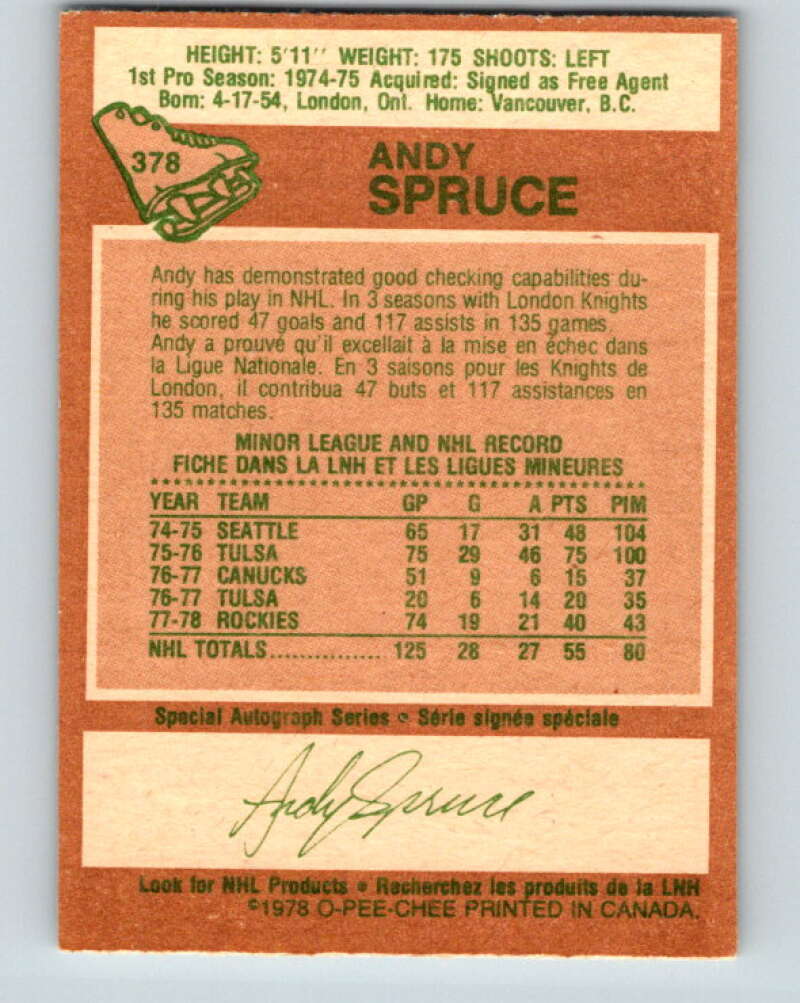 HEIGHT: 5'11'' WEIGHT: 175 SHOOTS: LEFT
1st Pro Season: 1974-75 Acquired: Signed as Free Agent
Born: 4-17-54, London, Ont. Home: Vancouver, B.C.
378
ANDY
SPRUCE
Andy has demonstrated good checking capabilities du-
ring his play in NHL. In 3 seasons with London Knights
he scored 47 goals and 117 assists in 135 games.
Andy a prouvé qu'il excellait à la mise en échec dans
la Ligue Nationale. En 3 saisons pour les Knights de
London, il contribua 47 buts et 117 assistances en
135 matches.
MINOR LEAGUE AND NHL RECORD
FICHE DANS LA LNH ET LES LIGUES MINEURES
YEAR TEAM GP G A PTS PIM
74-75 SEATTLE 65 17 31 48 104
75-76 TULSA 75 29 46 75 100
76-77 CANUCKS 51 9 6 15 37
76-77 TULSA 20 6 14 20 35
77-78 ROCKIES 74 19 21 40 43
NHL TOTALS................ 125 28 27 55 80
Special Autograph Series • Série signée spéciale
Andy Spruce
Look for NHL Products • Recherchez les produits de la LNH
©1978 O-PEE-CHEE PRINTED IN CANADA.